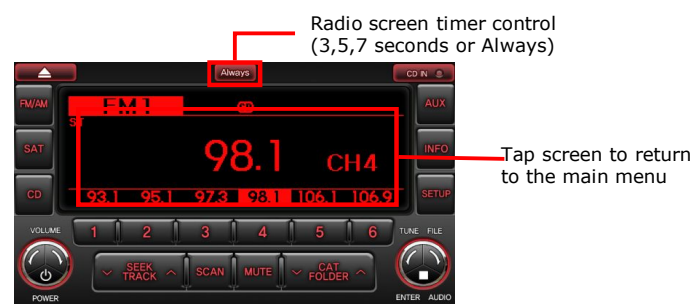 Radio screen timer control
(3,5,7 seconds or Always)
Always
CD IN
FM/AM
FM1
CD
AUX
ST
SAT
98.1
CH4
INFO
Tap screen to return
to the main menu
CD
93.1 95.1 97.3 98.1 106.1 106.9
SETUP
VOLUME
1 2 3 4 5 6
TUNE FILE
SEEK
TRACK
SCAN
MUTE
CAT
FOLDER
POWER
ENTER AUDIO